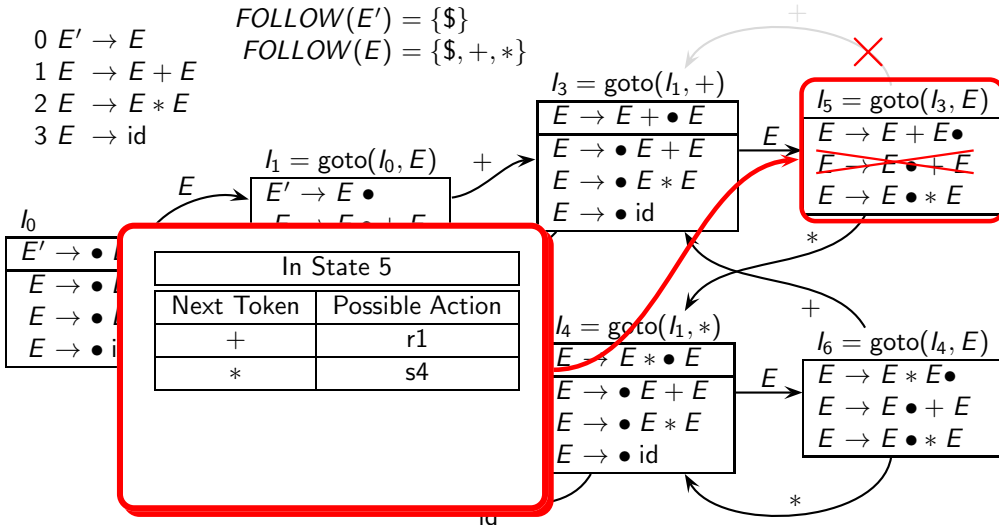 0 E′ → E
1 E → E + E
2 E → E ∗ E
3 E → id
FOLLOW(E′) = {$}
FOLLOW(E) = {$, +, ∗}
+
I3 = goto(I1, +)
E → E + • E
E → • E + E
E → • E ∗ E
E → • id
E
I5 = goto(I3, E)
E → E + E•
E → E • + E
E → E • ∗ E
I1 = goto(I0, E)
E′ → E •
E → E • + E
E
+
I0
E′ → •
E → •
E → •
E → • i
In State 5
Next Token Possible Action
+ r1
∗ s4
∗
+
I4 = goto(I1, ∗)
E → E ∗ • E
E → • E + E
E → • E ∗ E
E → • id
E
I6 = goto(I4, E)
E → E ∗ E•
E → E • + E
E → E • ∗ E
∗
id